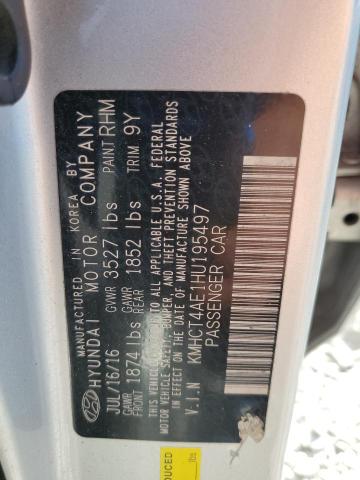 MANUFACTURED IN KOREA BY
HYUNDAI MOTOR COMPANY
JUL/16/16 GVWR 3527 lbs PAINT RHM
GAWR FRONT 1874 lbs GAWR REAR 1852 lbs TRIM 9Y
THIS VEHICLE CONFORMS TO ALL APPLICABLE U.S.A. FEDERAL
MOTOR VEHICLE SAFETY, BUMPER, AND THEFT PREVENTION STANDARDS
IN EFFECT ON THE DATE OF MANUFACTURE SHOWN ABOVE.
V.I.N KMHCT4AE1HU195497
PASSENGER CAR
DUCED
lbs